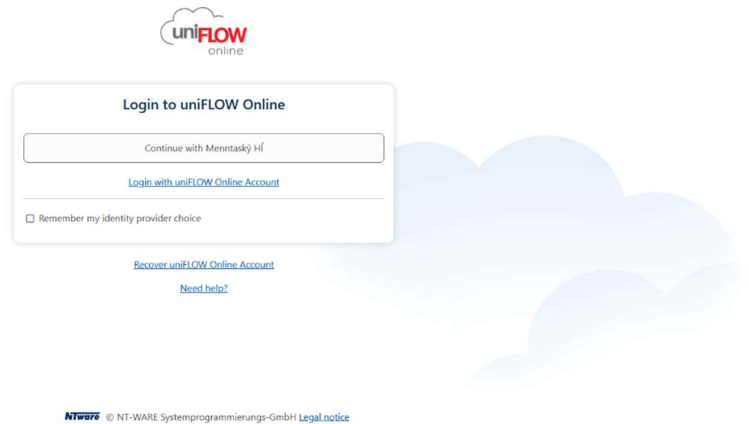 uniFLOW
online
Login to uniFLOW Online
Continue with Menntaský HÍ
Login with uniFLOW Online Account
Remember my identity provider choice
Recover uniFLOW Online Account
Need help?
NTware © NT-WARE Systemprogrammierungs-GmbH Legal notice